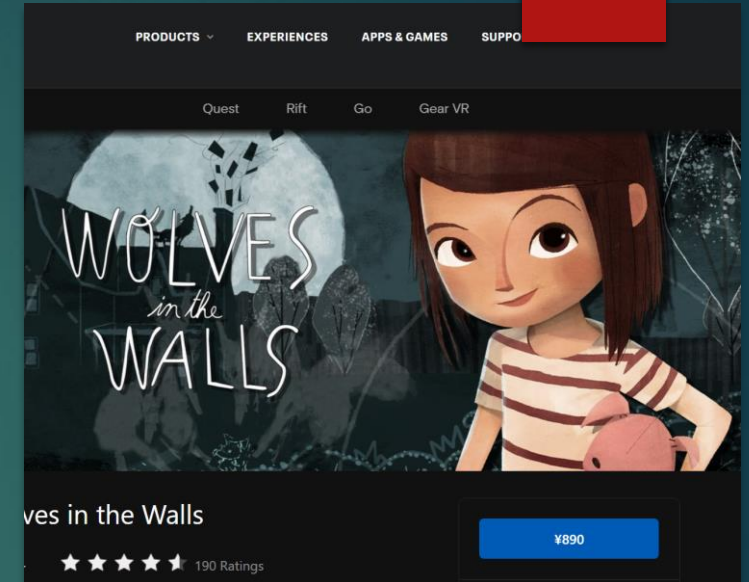 PRODUCTS EXPERIENCES APPS & GAMES SUPPO
Quest Rift Go Gear VR
WOLVES
in the
WALLS
ves in the Walls
¥890
190 Ratings